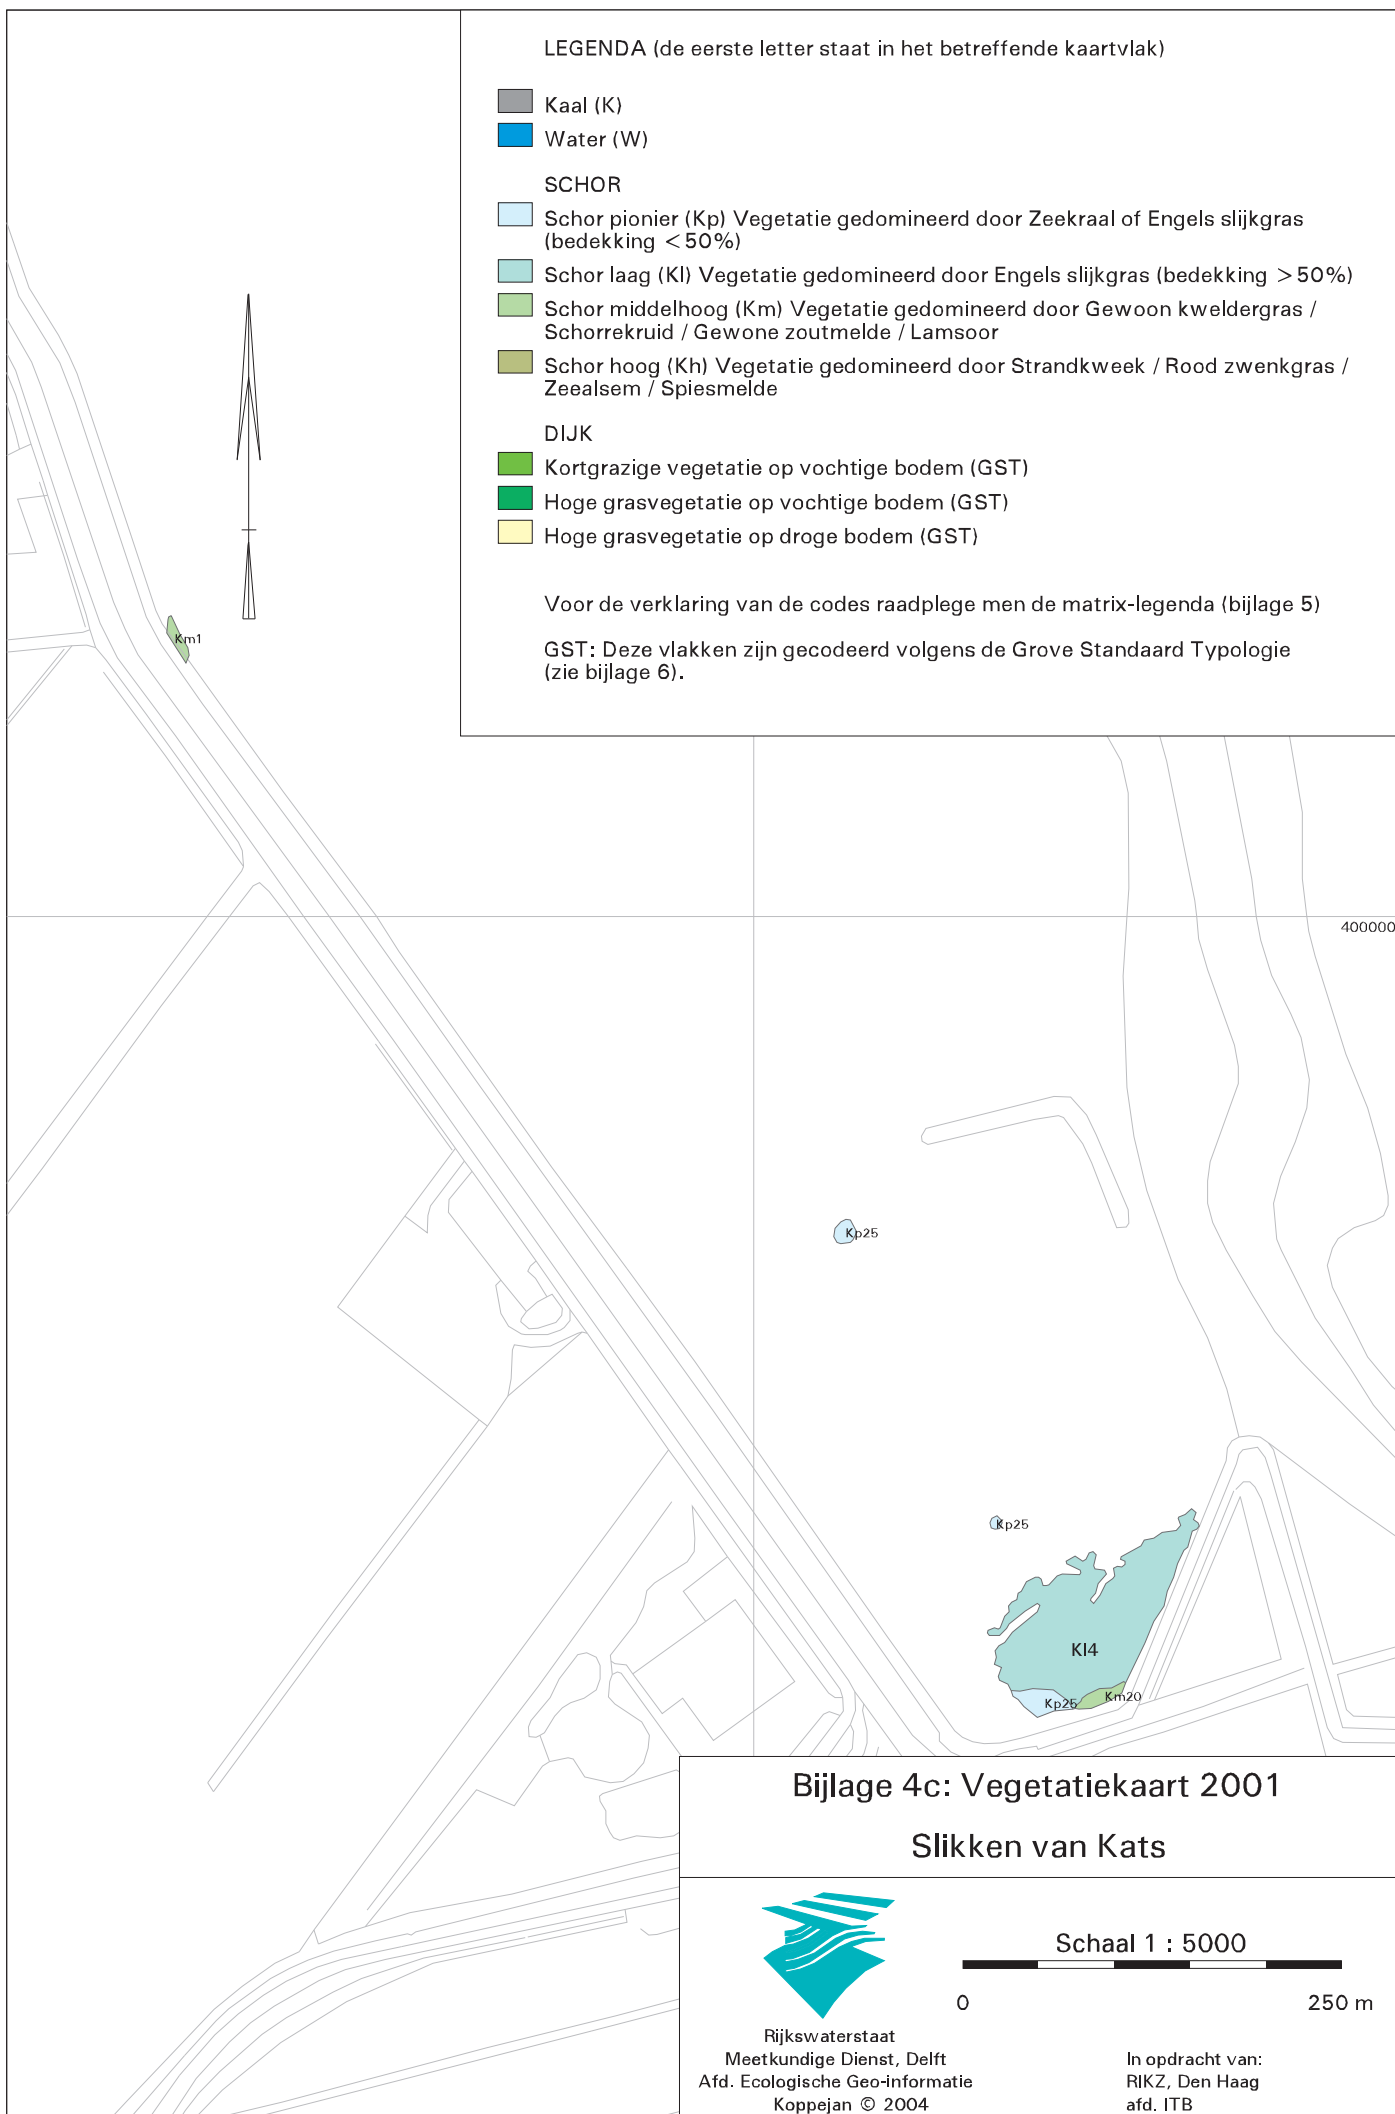 LEGENDA (de eerste letter staat in het betreffende kaartvlak)
Kaal (K)
Water (W)
SCHOR
Schor pionier (Kp) Vegetatie gedomineerd door Zeekraal of Engels slijkgras
(bedekking <50%)
Schor laag (Kl) Vegetatie gedomineerd door Engels slijkgras (bedekking >50%)
Schor middelhoog (Km) Vegetatie gedomineerd door Gewoon kweldergras /
Schorrekruid / Gewone zoutmelde / Lamsoor
Schor hoog (Kh) Vegetatie gedomineerd door Strandkweek / Rood zwenkgras /
Zeealsem / Spiesmelde
DIJK
Kortgrazige vegetatie op vochtige bodem (GST)
Hoge grasvegetatie op vochtige bodem (GST)
Hoge grasvegetatie op droge bodem (GST)
Voor de verklaring van de codes raadplege men de matrix-legenda (bijlage 5)
GST: Deze vlakken zijn gecodeerd volgens de Grove Standaard Typologie
(zie bijlage 6).
Km1
400000
Kp25
Kp25
Kl4
Kp25
Km20
Bijlage 4c: Vegetatiekaart 2001
Slikken van Kats
Schaal 1 : 5000
0
250 m
Rijkswaterstaat
Meetkundige Dienst, Delft
Afd. Ecologische Geo-informatie
Koppejan © 2004
In opdracht van:
RIKZ, Den Haag
afd. ITB